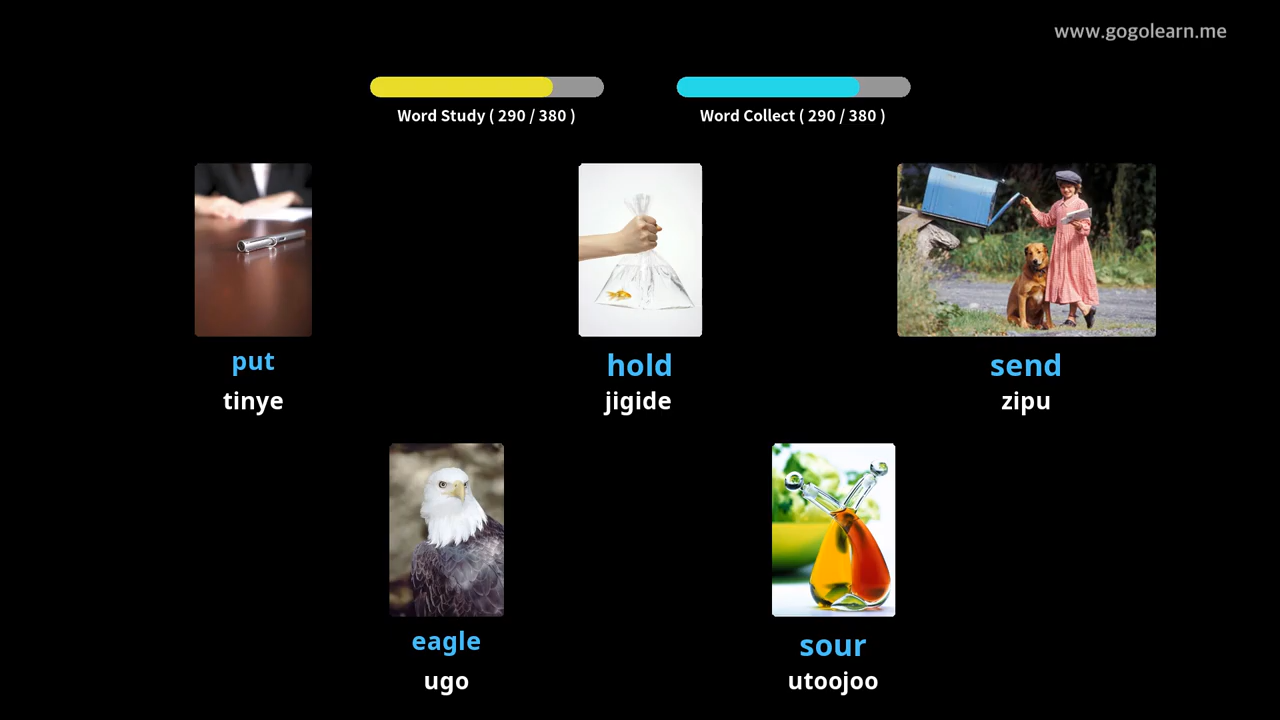 www.gogolearn.me
Word Study ( 290 / 380 )
Word Collect ( 290 / 380 )
put
tinye
hold
jigide
send
zipu
eagle
ugo
sour
utoojoo